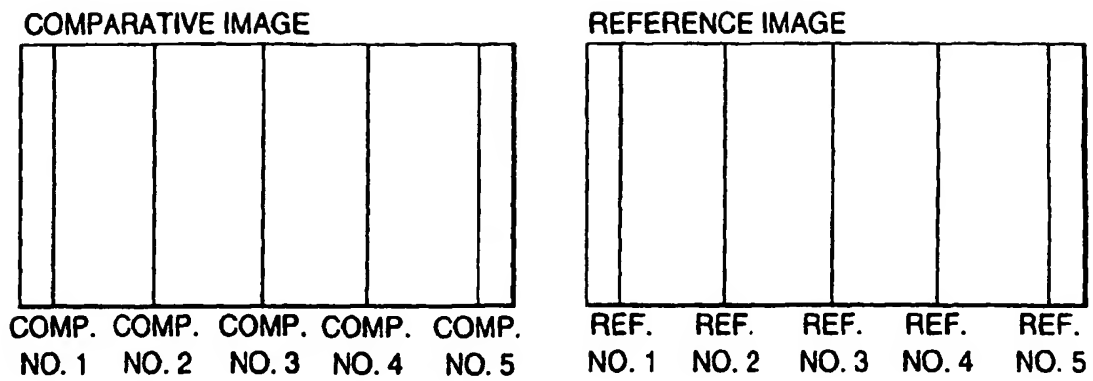 COMPARATIVE IMAGE
COMP. NO. 1
COMP. NO. 2
COMP. NO. 3
COMP. NO. 4
COMP. NO. 5
REFERENCE IMAGE
REF. NO. 1
REF. NO. 2
REF. NO. 3
REF. NO. 4
REF. NO. 5